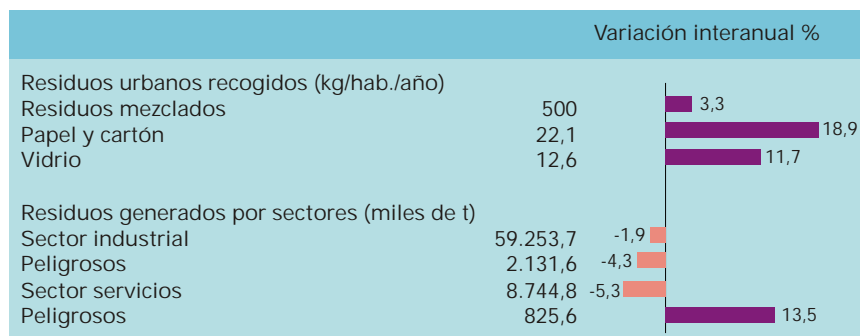 Variación interanual %
Residuos urbanos recogidos (kg/hab./año)
Residuos mezclados 500 3,3
Papel y cartón 22,1 18,9
Vidrio 12,6 11,7
Residuos generados por sectores (miles de t)
Sector industrial 59.253,7 -1,9
Peligrosos 2.131,6 -4,3
Sector servicios 8.744,8 -5,3
Peligrosos 825,6 13,5